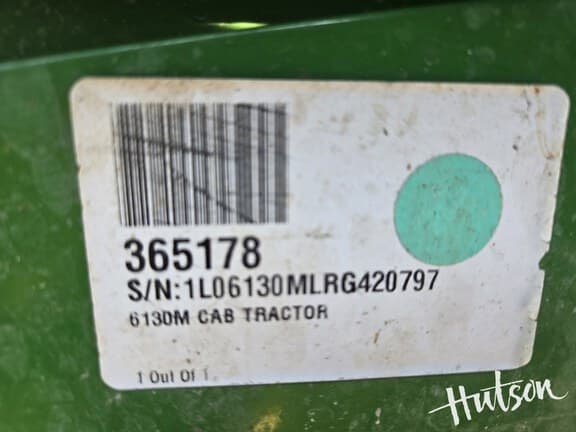 365178
S/N:1L06130MLRG420797
6130M CAB TRACTOR
1 Out Of 1
Hutson